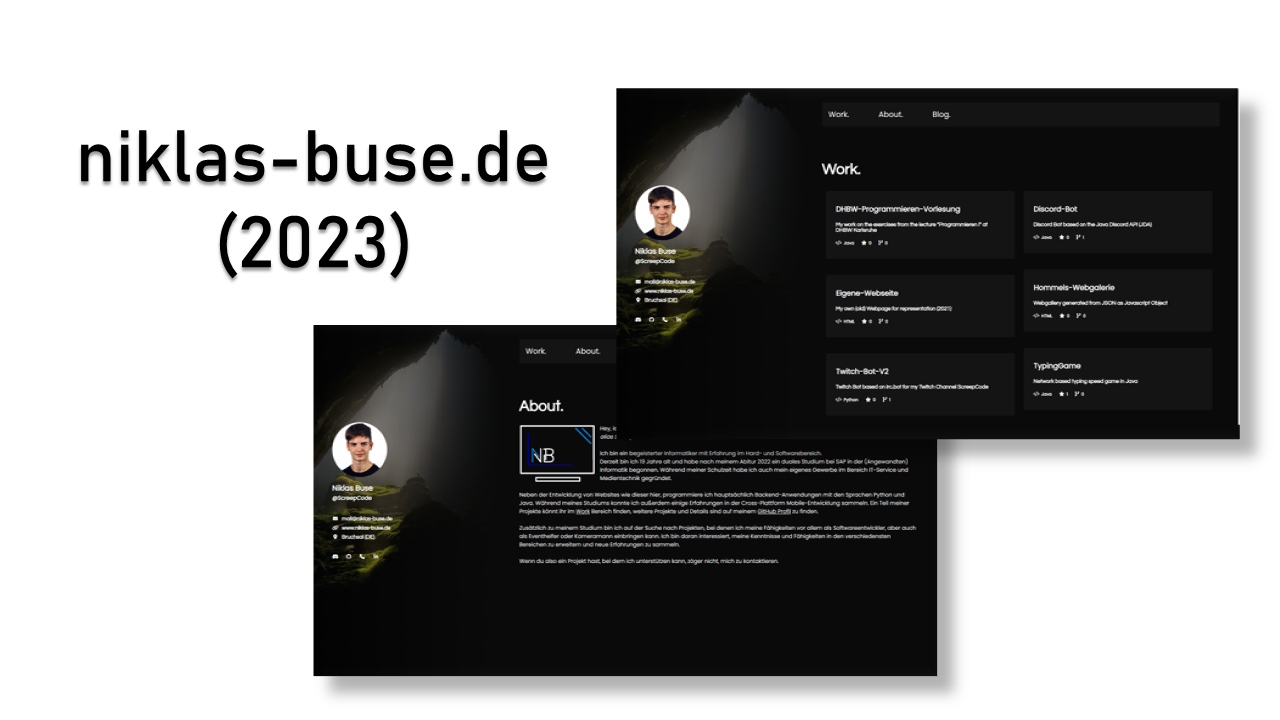 niklas-buse.de
(2023)
Work.
About.
Blog.
Work.
Niklas Buse
@ScreepCode
mail@niklas-buse.de
www.niklas-buse.de
Bruchsal (DE)
DHBW-Programmieren-Vorlesung
My work on the exercises from the lecture "Programmieren I" of
DHBW Karlsruhe
Java 0 0
Discord-Bot
Discord Bot based on the Java Discord API (JDA)
Java 0 1
Eigene-Webseite
My own (old) Webpage for representation (2021)
HTML 0 0
Hommels-Webgalerie
Webgallery generated from JSON as Javascript Object
HTML 0 0
Twitch-Bot-V2
Twitch Bot based on irc.bot for my Twitch Channel ScreepCode
Python 0 1
TypingGame
Network based typing speed game in Java
Java 1 0
Work.
About.
About.
Niklas Buse
@ScreepCode
mail@niklas-buse.de
www.niklas-buse.de
Bruchsal (DE)
NB
Hey,
Ich bin ein begeisterter Informatiker mit Erfahrung im Hard- und Softwarebereich.
Derzeit bin ich 19 Jahre alt und habe nach meinem Abitur 2022 ein duales Studium bei SAP in der (Angewandten)
Informatik begonnen. Während meiner Schulzeit habe ich auch mein eigenes Gewerbe im Bereich IT-Service und
Medientechnik gegründet.
Neben der Entwicklung von Websites wie dieser hier, programmiere ich hauptsächlich Backend-Anwendungen mit den Sprachen Python und
Java. Während meines Studiums konnte ich außerdem einige Erfahrungen in der Cross-Plattform Mobile-Entwicklung sammeln. Ein Teil meiner
Projekte könnt ihr im Work Bereich finden, weitere Projekte und Details sind auf meinem GitHub Profil zu finden.
Zusätzlich zu meinem Studium bin ich auf der Suche nach Projekten, bei denen ich meine Fähigkeiten vor allem als Softwareentwickler, aber auch
als Eventhelfer oder Kameramann einbringen kann. Ich bin daran interessiert, meine Kenntnisse und Fähigkeiten in den verschiedensten
Bereichen zu erweitern und neue Erfahrungen zu sammeln.
Wenn du also ein Projekt hast, bei dem ich unterstützen kann, zöger nicht, mich zu kontaktieren.